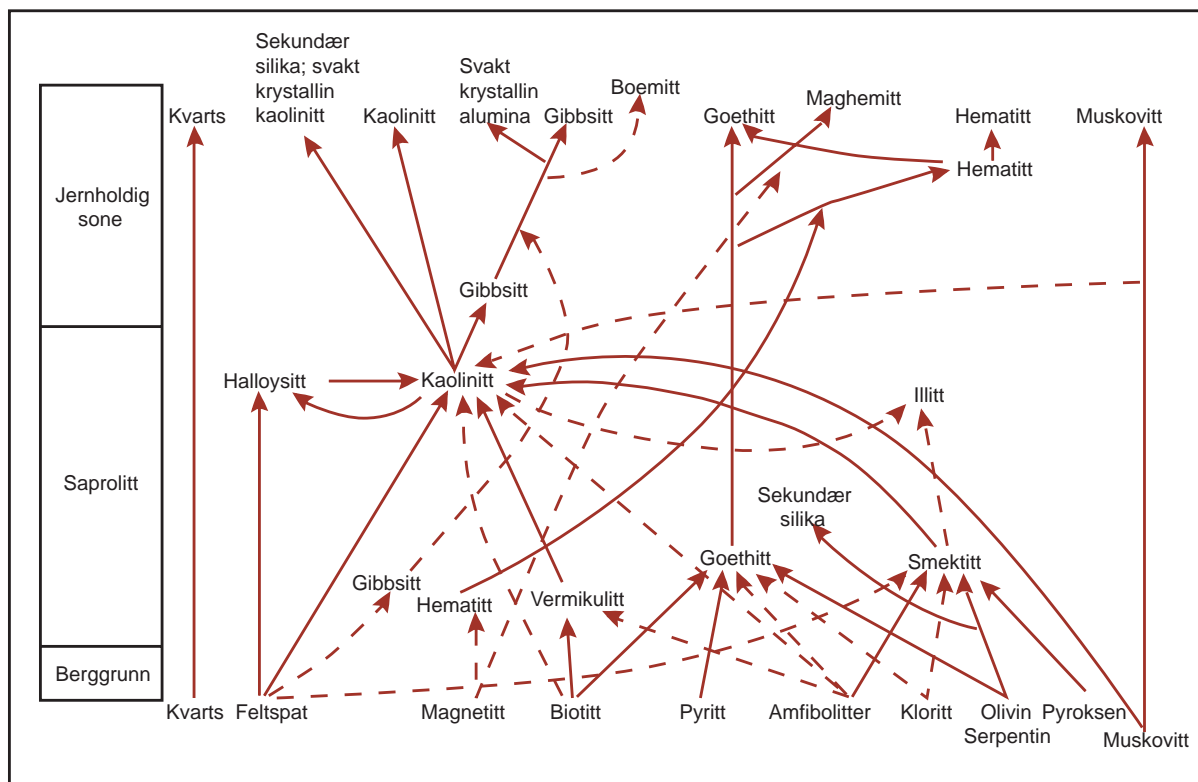 Sekundær
silika; svakt
krystallin
kaolinitt
Svakt
krystallin
alumina
Boemitt
Maghemitt
Kvarts
Kaolinitt
Gibbsitt
Goethitt
Hematitt
Muskovitt
Hematitt
Jernholdig
sone
Gibbsitt
Halloysitt
Kaolinitt
Illitt
Saprolitt
Sekundær
silika
Goethitt
Smektitt
Gibbsitt
Hematitt
Vermikulitt
Berggrunn
Kvarts
Feltspat
Magnetitt
Biotitt
Pyritt
Amfibolitter
Kloritt
Olivin
Serpentin
Pyroksen
Muskovitt